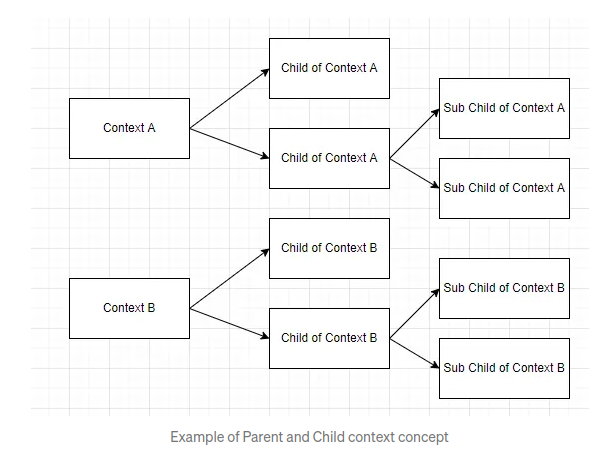 Child of Context A
Context A
Child of Context A
Sub Child of Context A
Sub Child of Context A
Child of Context B
Context B
Child of Context B
Sub Child of Context B
Sub Child of Context B
Example of Parent and Child context concept